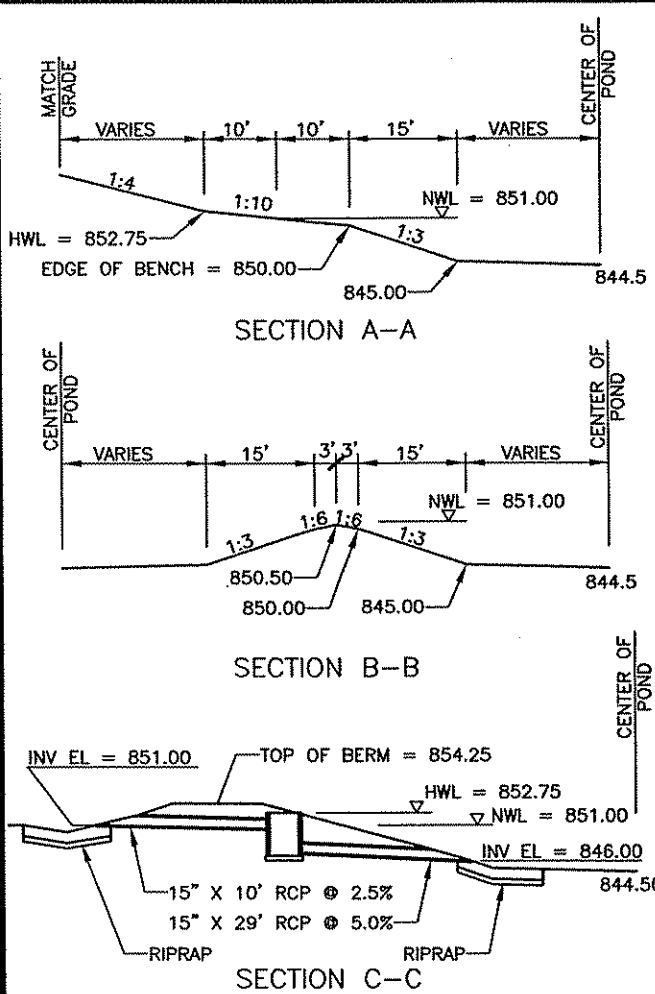 MATCH
GRADE
CENTER OF
POND
VARIES
10'
10'
15'
VARIES
1:4
1:10
NWL = 851.00
HWL = 852.75
1:3
EDGE OF BENCH = 850.00
845.00
844.5
SECTION A-A
CENTER OF
POND
CENTER OF
POND
VARIES
15'
3'
3'
15'
VARIES
NWL = 851.00
1:3
1:6
1:6
1:3
850.50
850.00
845.00
844.5
SECTION B-B
CENTER OF
POND
INV EL = 851.00
TOP OF BERM = 854.25
HWL = 852.75
NWL = 851.00
INV EL = 846.00
844.50
15" X 10' RCP @ 2.5%
15" X 29' RCP @ 5.0%
RIPRAP
RIPRAP
SECTION C-C